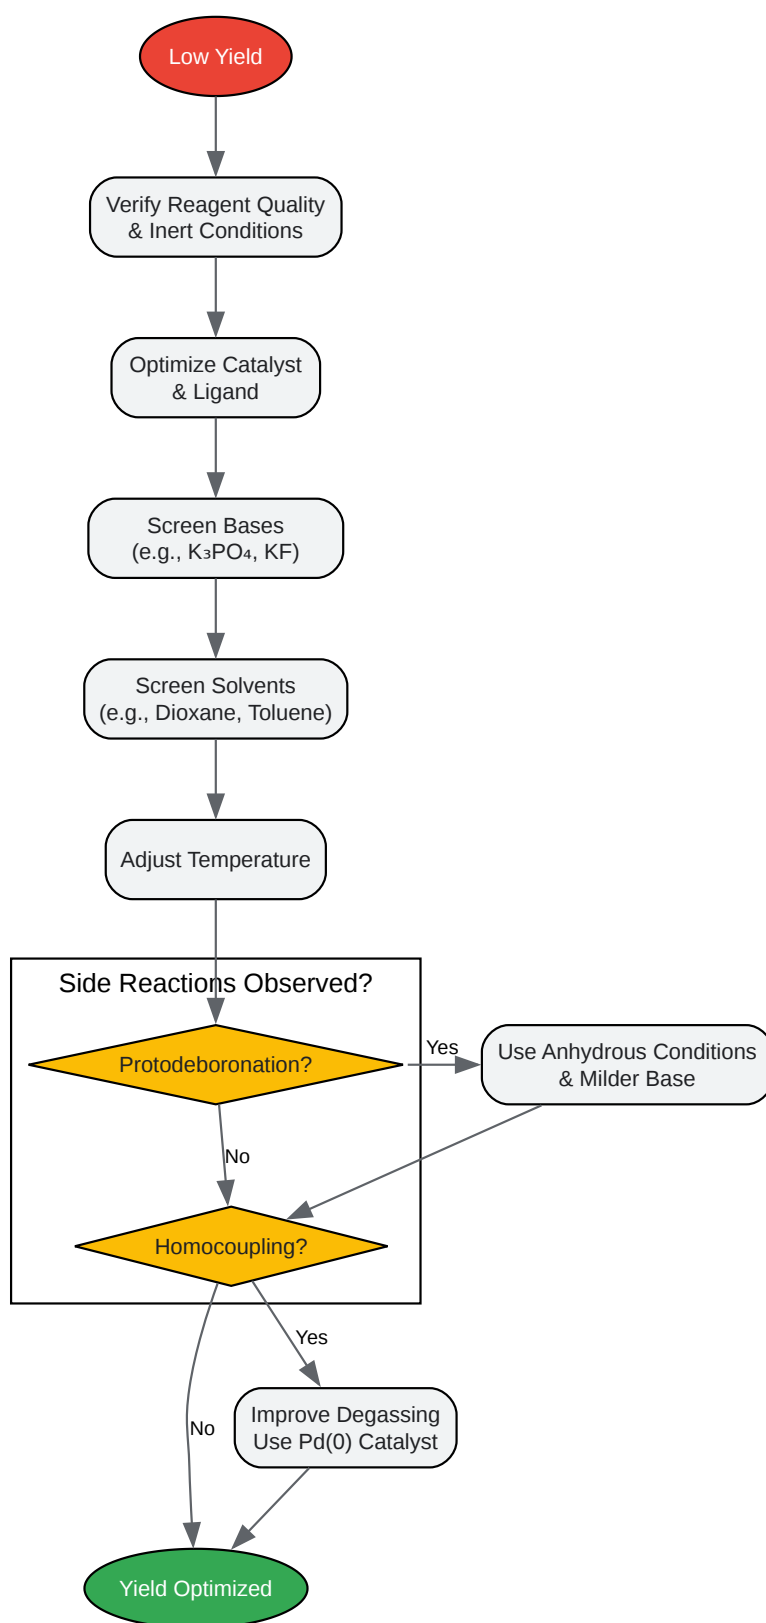 Low Yield
Verify Reagent Quality
& Inert Conditions
Optimize Catalyst
& Ligand
Screen Bases
(e.g., K₃PO₄, KF)
Screen Solvents
(e.g., Dioxane, Toluene)
Adjust Temperature
Side Reactions Observed?
Protodeboronation?
Yes
Use Anhydrous Conditions
& Milder Base
No
Homocoupling?
Yes
Improve Degassing
Use Pd(0) Catalyst
No
Yield Optimized